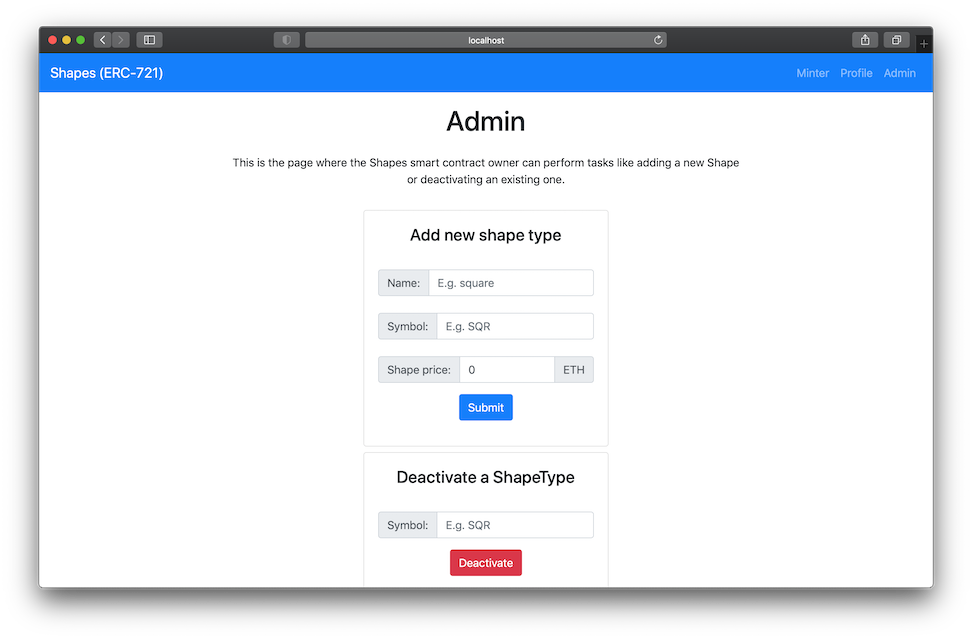 localhost
Shapes (ERC-721)
Minter Profile Admin
Admin
This is the page where the Shapes smart contract owner can perform tasks like adding a new Shape
or deactivating an existing one.
Add new shape type
Name: E.g. square
Symbol: E.g. SQR
Shape price: 0 ETH
Submit
Deactivate a ShapeType
Symbol: E.g. SQR
Deactivate